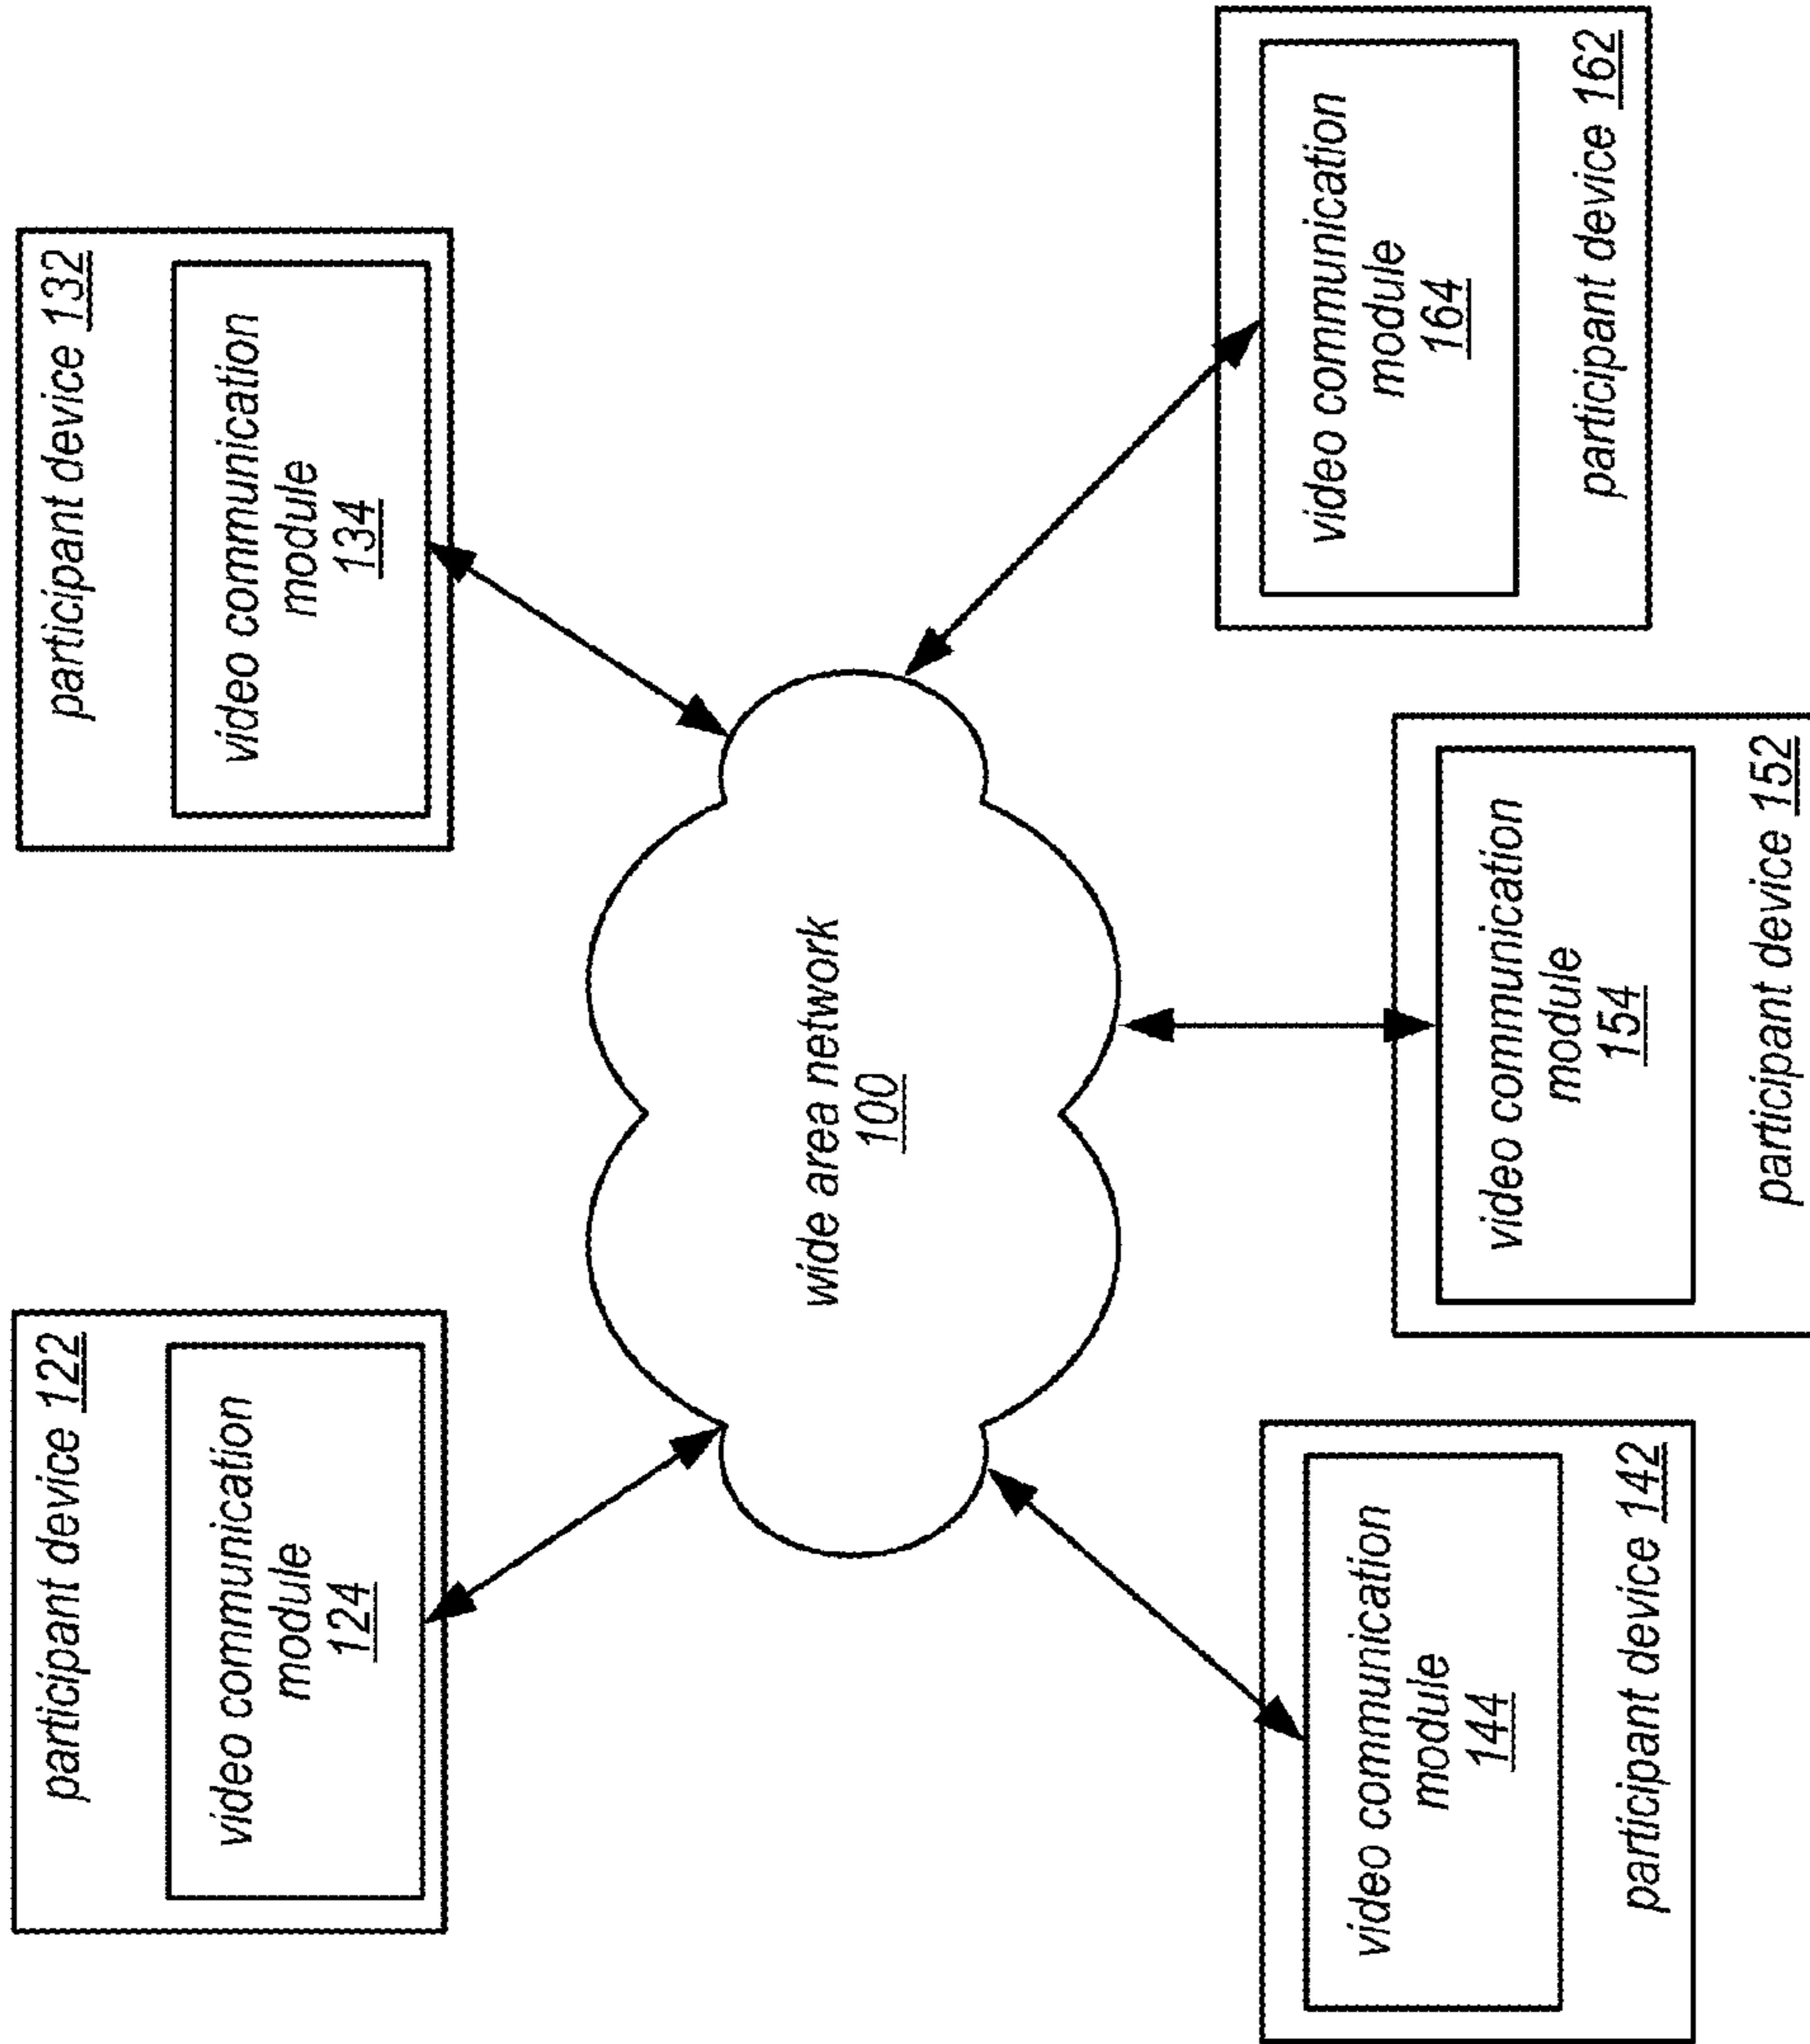 participant device 122
video communication
module
124
participant device 132
video communication
module
134
wide area network
100
video communication
module
144
participant device 142
video communication
module
154
participant device 152
video communication
module
164
participant device 162